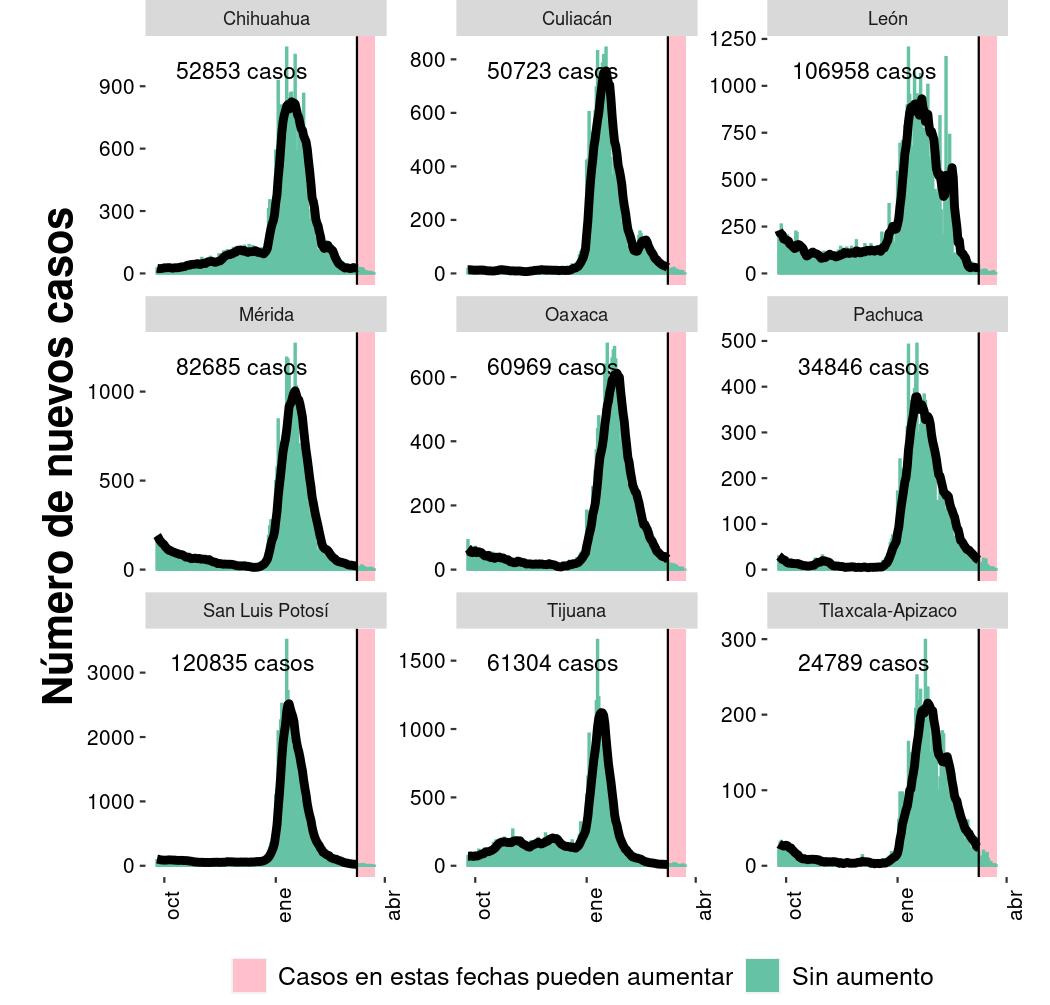 Número de nuevos casos
Chihuahua
52853 casos
900
600
300
0
Culiacán
50723 casos
800
600
400
200
0
León
106958 casos
1250
1000
750
500
250
0
Mérida
82685 casos
1000
500
0
Oaxaca
60969 casos
600
400
200
0
Pachuca
34846 casos
500
400
300
200
100
0
San Luis Potosí
120835 casos
3000
2000
1000
0
oct
ene
abr
Tijuana
61304 casos
1500
1000
500
0
oct
ene
abr
Tlaxcala-Apizaco
24789 casos
300
200
100
0
oct
ene
abr
Casos en estas fechas pueden aumentar
Sin aumento